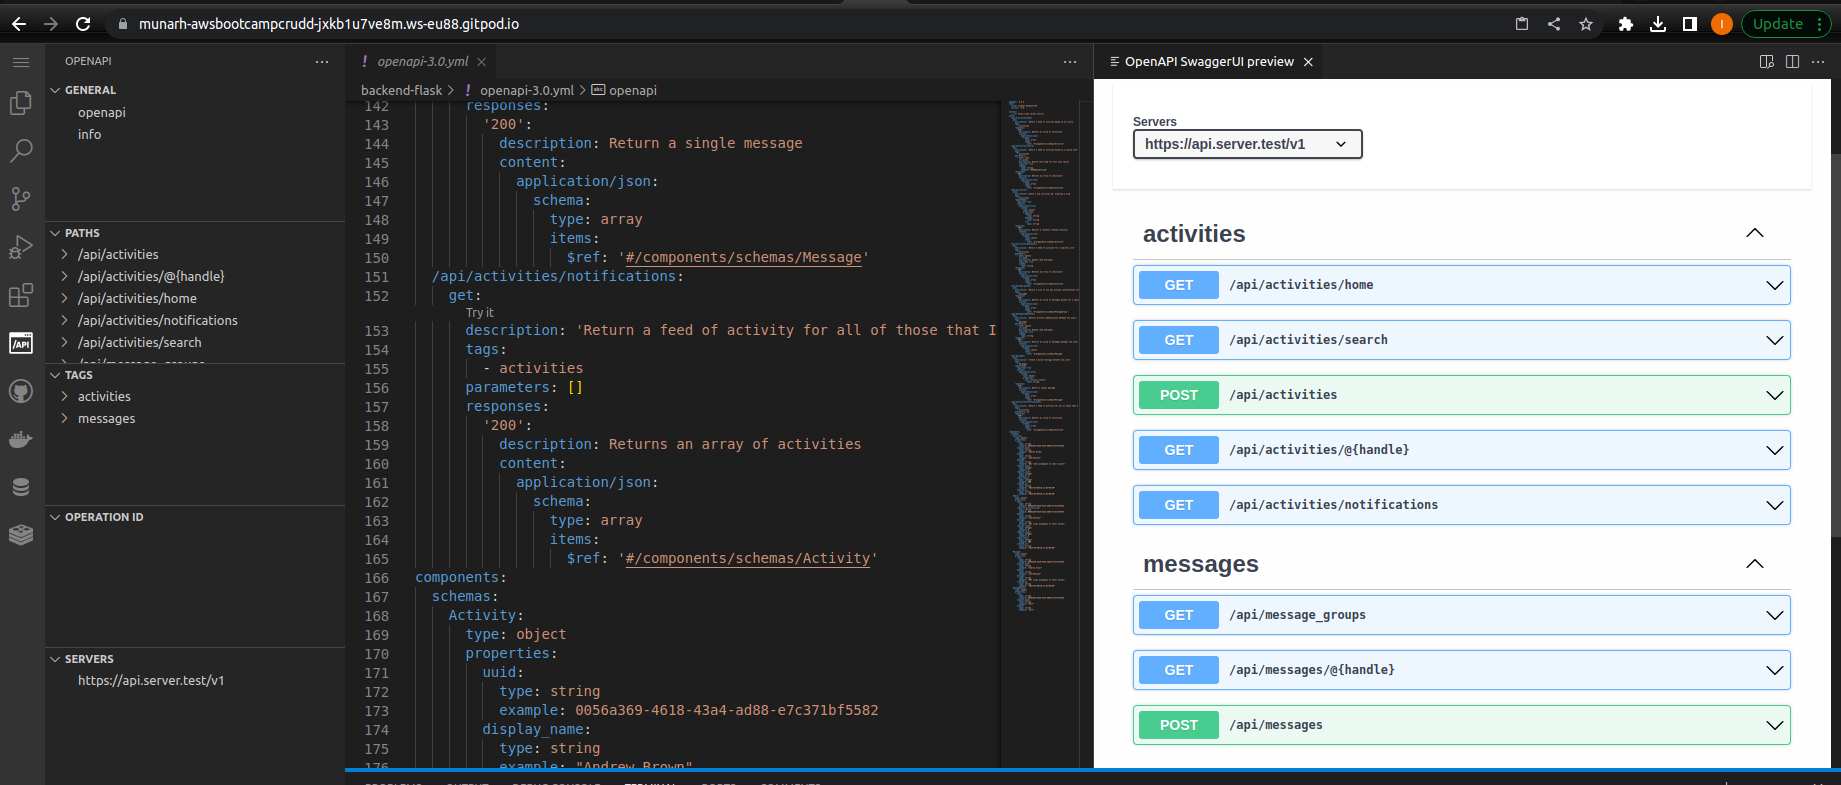 munarh-awsbootcampcrudd-jxkb1u7ve8m.ws-eu88.gitpod.io
I
Update
OPENAPI
GENERAL
openapi
info
PATHS
/api/activities
/api/activities/@{handle}
/api/activities/home
/api/activities/notifications
/api/activities/search
TAGS
activities
messages
OPERATION ID
SERVERS
https://api.server.test/v1
/API
! openapi-3.0.yml
backend-flask > ! openapi-3.0.yml > abc openapi
142 responses:
143 '200':
144 description: Return a single message
145 content:
146 application/json:
147 schema:
148 type: array
149 items:
150 $ref: '#/components/schemas/Message'
151 /api/activities/notifications:
152 get:
Try it
153 description: 'Return a feed of activity for all of those that I
154 tags:
155 - activities
156 parameters: []
157 responses:
158 '200':
159 description: Returns an array of activities
160 content:
161 application/json:
162 schema:
163 type: array
164 items:
165 $ref: '#/components/schemas/Activity'
166 components:
167 schemas:
168 Activity:
169 type: object
170 properties:
171 uuid:
172 type: string
173 example: 0056a369-4618-43a4-ad88-e7c371bf5582
174 display_name:
175 type: string
176 example: "Andrew Brown"
OpenAPI SwaggerUI preview
Servers
https://api.server.test/v1
activities
GET /api/activities/home
GET /api/activities/search
POST /api/activities
GET /api/activities/@{handle}
GET /api/activities/notifications
messages
GET /api/message_groups
GET /api/messages/@{handle}
POST /api/messages